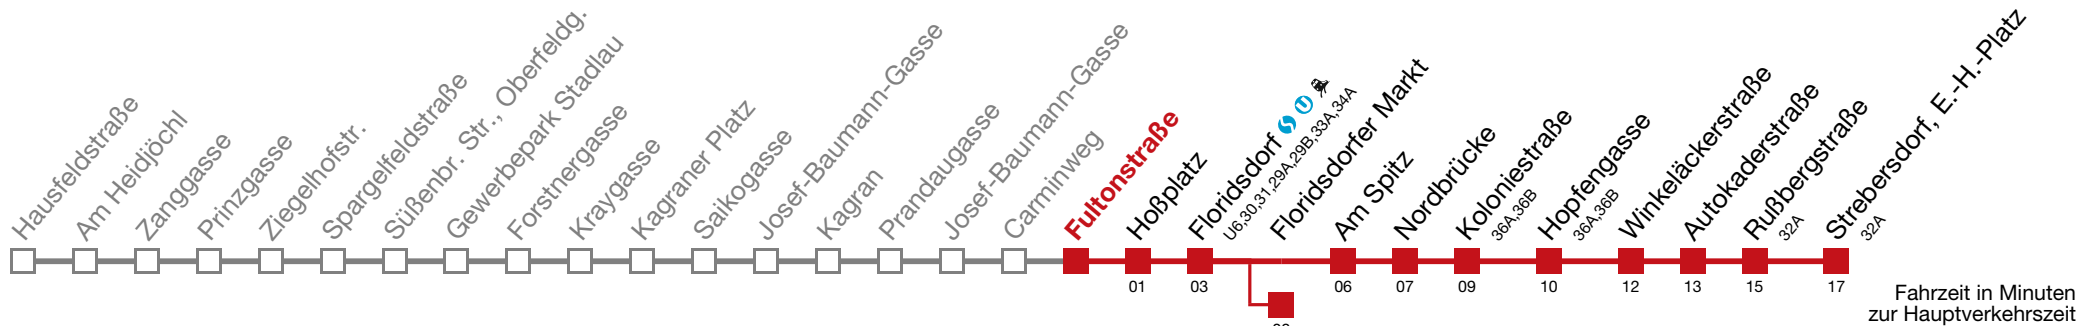 Hausfeldstraße
Am Heidjöchl
Zanggasse
Prinzgasse
Ziegelhofstr.
Spargelfeldstraße
Süßenbr. Str., Oberfeldg.
Gewerbepark Stadlau
Forstnergasse
Kraygasse
Kagraner Platz
Saikogasse
Josef-Baumann-Gasse
Kagran
Prandaugasse
Josef-Baumann-Gasse
Carminweg
Fultonstraße
Hoßplatz
01
Floridsdorf S U
U6,30,31,29A,29B,33A,34A
03
Floridsdorfer Markt
Am Spitz
06
Nordbrücke
07
Koloniestraße
36A,36B
09
Hopfengasse
36A,36B
10
Winkeläckerstraße
12
Autokaderstraße
13
Rußbergstraße
32A
15
Strebersdorf, E.-H.-Platz
32A
17
Fahrzeit in Minuten
zur Hauptverkehrszeit